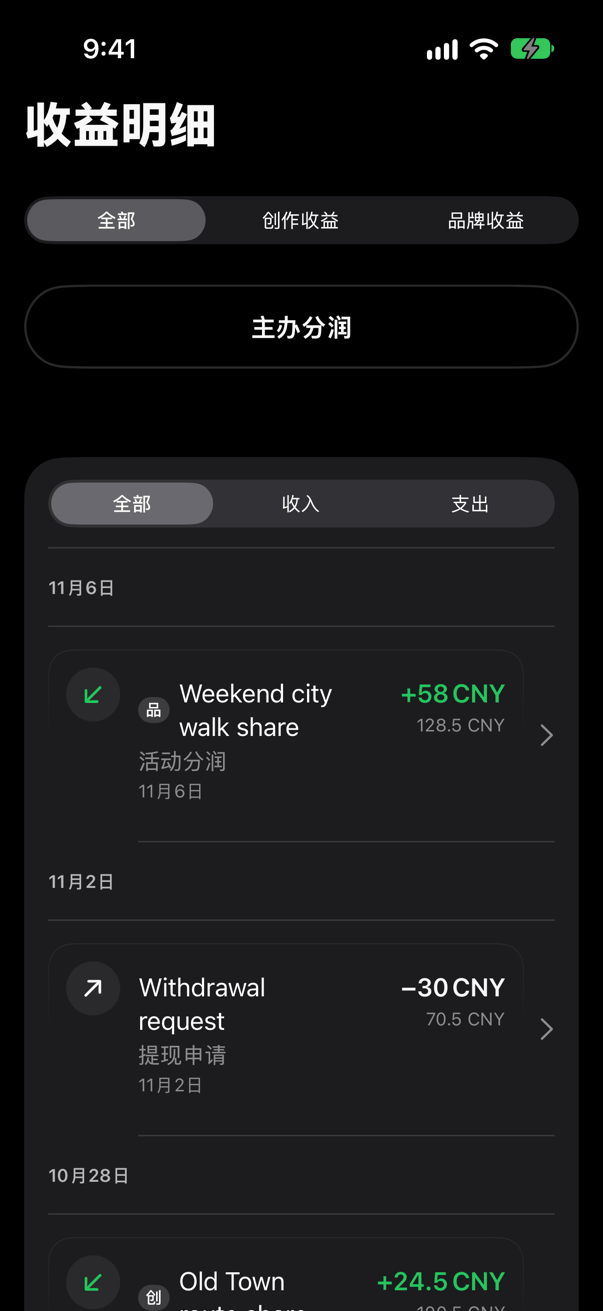 9:41
收益明细
全部 创作收益 品牌收益
主办分润
全部 收入 支出
11月6日
品 Weekend city walk share
+58 CNY
128.5 CNY
活动分润
11月6日
11月2日
Withdrawal request
−30 CNY
70.5 CNY
提现申请
11月2日
10月28日
创 Old Town
+24.5 CNY